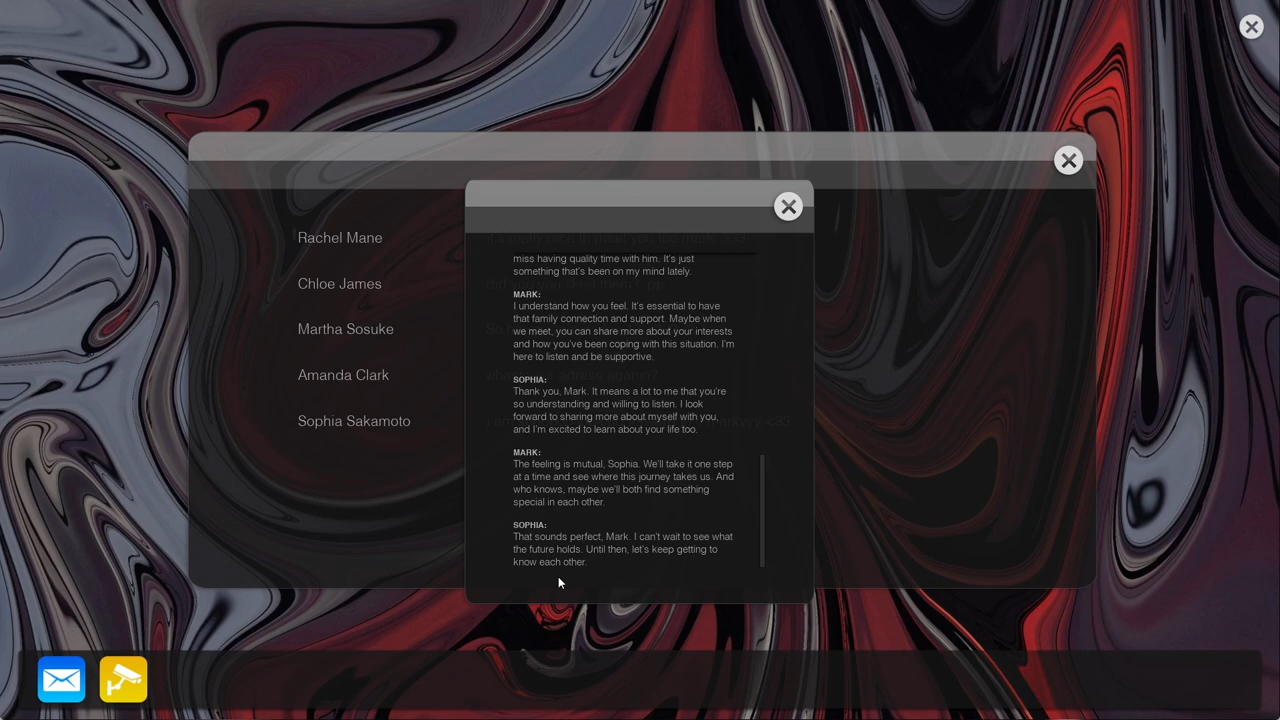 Rachel Mane
Chloe James
Martha Sosuke
Amanda Clark
Sophia Sakamoto
miss having quality time with him. It's just
something that's been on my mind lately.
MARK:
I understand how you feel. It's essential to have
that family connection and support. Maybe when
we meet, you can share more about your interests
and how you've been coping with this situation. I'm
here to listen and be supportive.
SOPHIA:
Thank you, Mark. It means a lot to me that you're
so understanding and willing to listen. I look
forward to sharing more about myself with you,
and I'm excited to learn about your life too.
MARK:
The feeling is mutual, Sophia. We'll take it one step
at a time and see where this journey takes us. And
who knows, maybe we'll both find something
special in each other.
SOPHIA:
That sounds perfect, Mark. I can't wait to see what
the future holds. Until then, let's keep getting to
know each other.